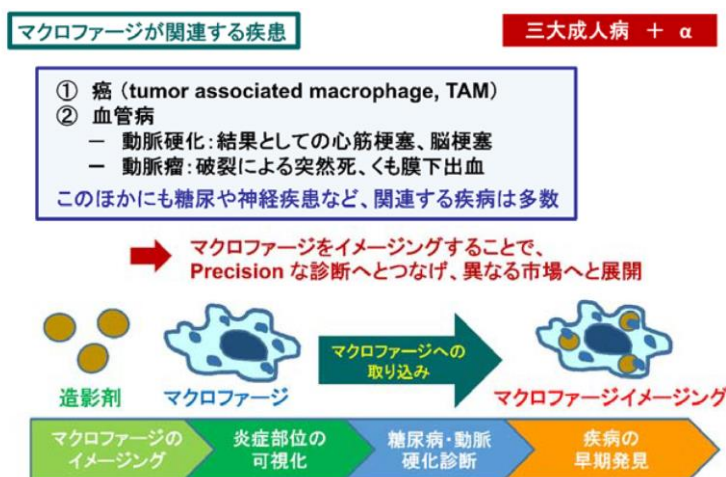 マクロファージが関連する疾患
三大成人病 + α
① 癌 (tumor associated macrophage, TAM)
② 血管病
― 動脈硬化：結果としての心筋梗塞、脳梗塞
― 動脈瘤：破裂による突然死、くも膜下出血
このほかにも糖尿や神経疾患など、関連する疾病は多数
マクロファージをイメージングすることで、
Precision な診断へとつなげ、異なる市場へと展開
造影剤
マクロファージ
マクロファージへの
取り込み
マクロファージイメージング
マクロファージの
イメージング
炎症部位の
可視化
糖尿病・動脈
硬化診断
疾病の
早期発見